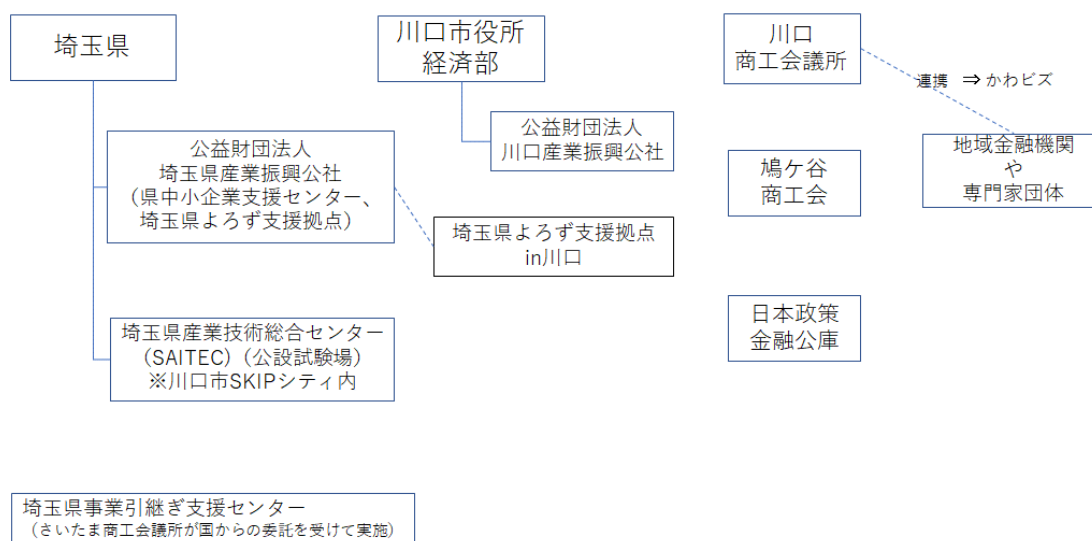 埼玉県
川口市役所
経済部
川口
商工会議所
連携 ⇒ かわビズ
公益財団法人
埼玉県産業振興公社
(県中小企業支援センター、
埼玉県よろず支援拠点)
公益財団法人
川口産業振興公社
鳩ケ谷
商工会
地域金融機関
や
専門家団体
埼玉県よろず支援拠点
in川口
埼玉県産業技術総合センター
(SAITEC)(公設試験場)
※川口市SKIPシティ内
日本政策
金融公庫
埼玉県事業引継ぎ支援センター
(さいたま商工会議所が国からの委託を受けて実施)